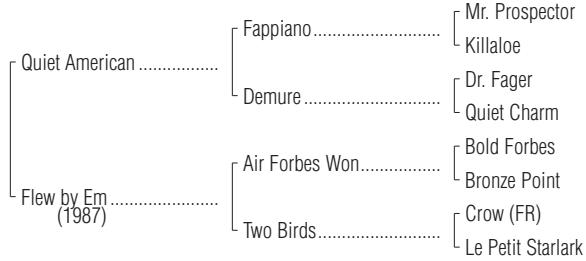 Mr. Prospector
Fappiano
Killaloe
Quiet American
Dr. Fager
Demure
Quiet Charm
Bold Forbes
Air Forbes Won
Bronze Point
Flew by Em
(1987)
Crow (FR)
Two Birds
Le Petit Starlark